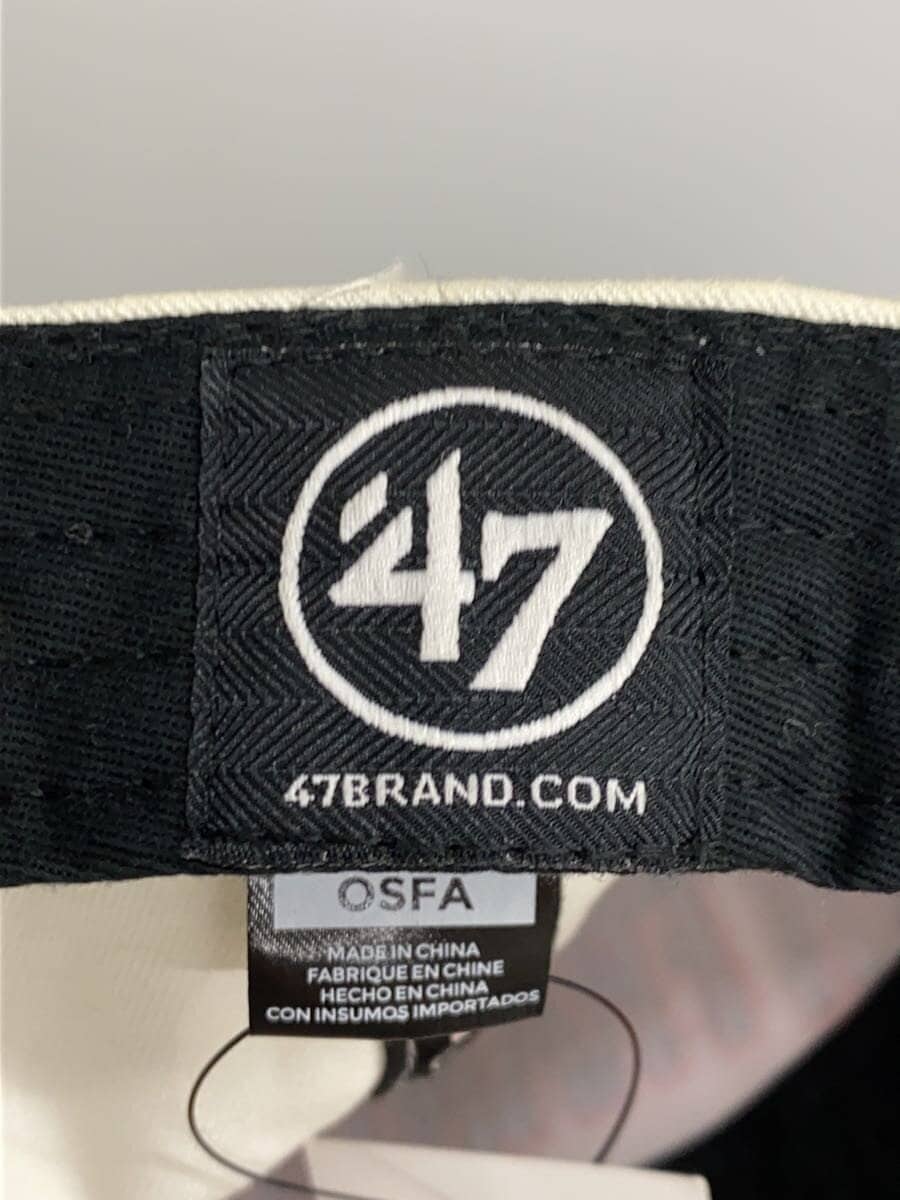 '47
47BRAND.COM
OSFA
MADE IN CHINA
FABRIQUE EN CHINE
HECHO EN CHINA
CON INSUMOS IMPORTADOS